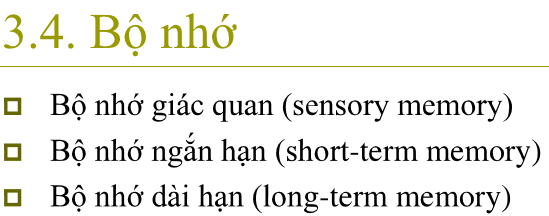 3.4. Bộ nhớ
Bộ nhớ giác quan (sensory memory)
Bộ nhớ ngắn hạn (short-term memory)
Bộ nhớ dài hạn (long-term memory)